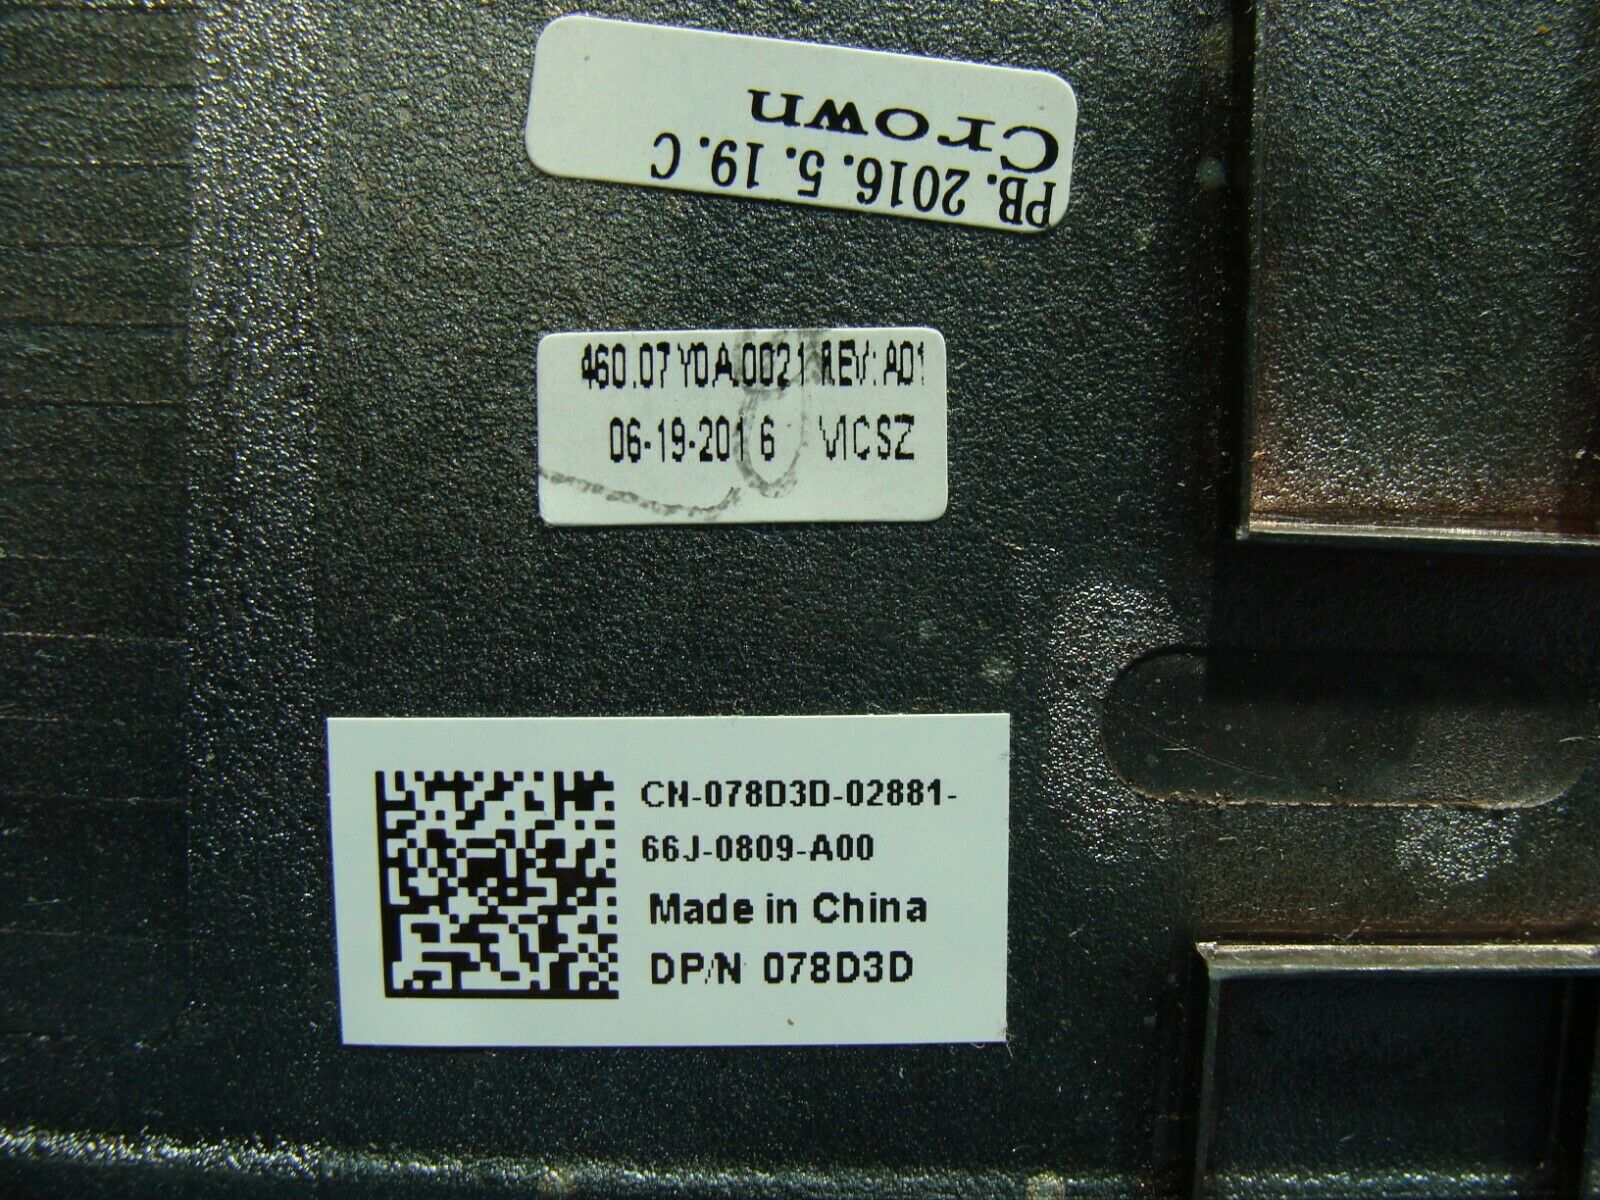 Crown
PB.2016.5.19.C
460.07Y0A.0021 REV:A01
06-19-2016 VICSZ
CN-078D3D-02881-
66J-0809-A00
Made in China
DP/N 078D3D